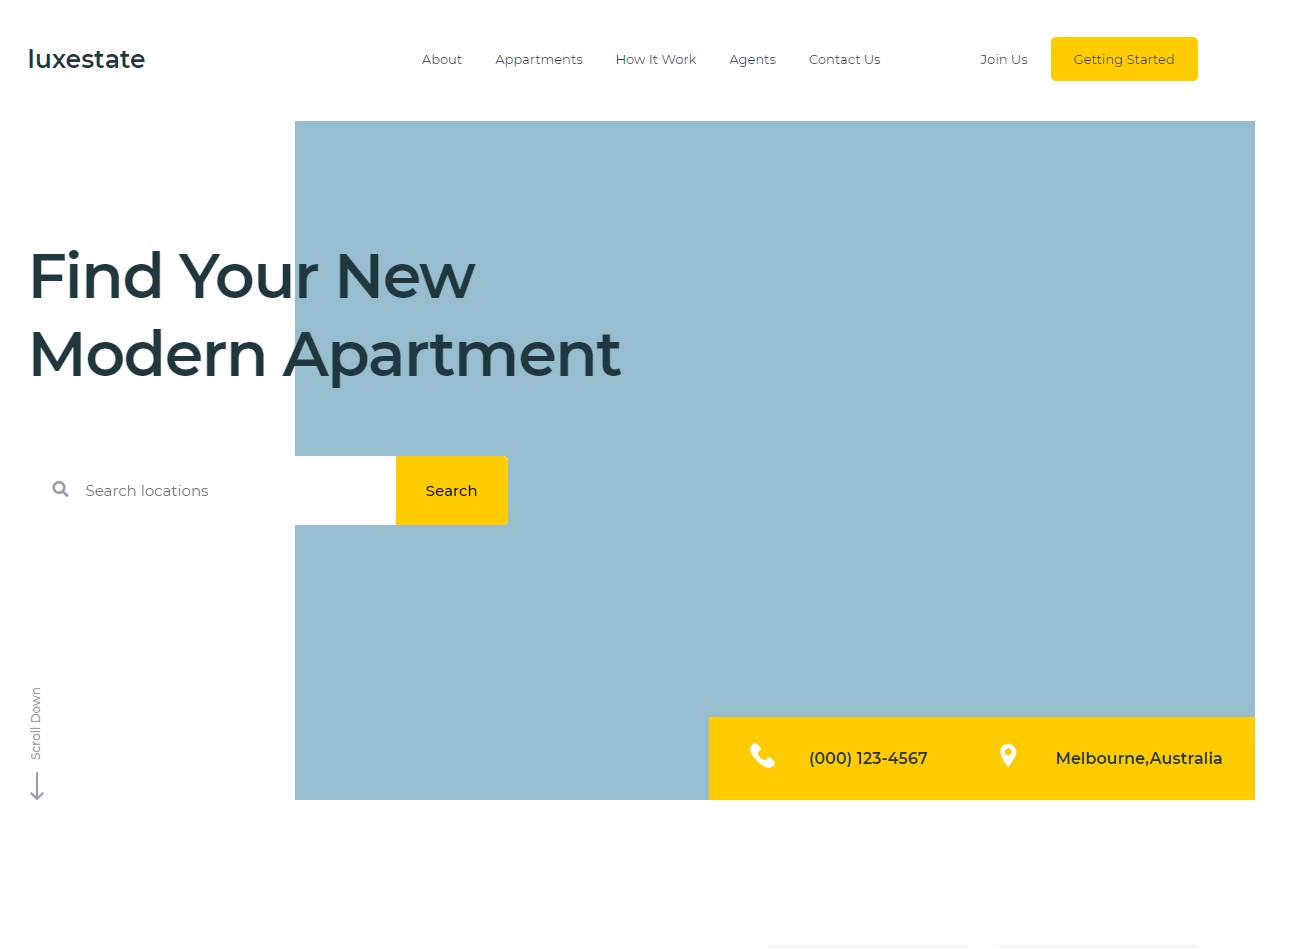 luxestate
About
Appartments
How It Work
Agents
Contact Us
Join Us
Getting Started
Find Your New
Modern Apartment
Search locations
Search
Scroll Down
(000) 123-4567
Melbourne,Australia